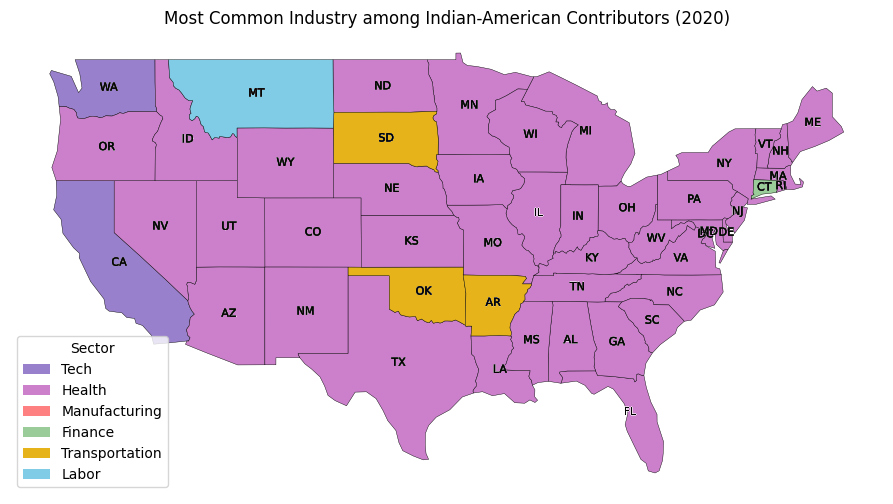 Most Common Industry among Indian-American Contributors (2020)
WA
MT
ND
MN
ME
OR
ID
SD
WI
MI
VT
NH
WY
NY
MA
IA
NE
CT
RI
PA
OH
IL
IN
NJ
NV
UT
CO
KS
MO
WV
DC
MD
DE
KY
VA
CA
TN
NC
OK
AR
AZ
NM
SC
MS
AL
GA
TX
LA
FL
Sector
Tech
Health
Manufacturing
Finance
Transportation
Labor